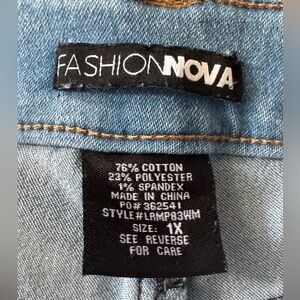 FASHIONNOVA
76% COTTON
23% POLYESTER
1% SPANDEX
MADE IN CHINA
PO# 362541
STYLE#LRMP83WM
SIZE: 1X
SEE REVERSE
FOR CARE